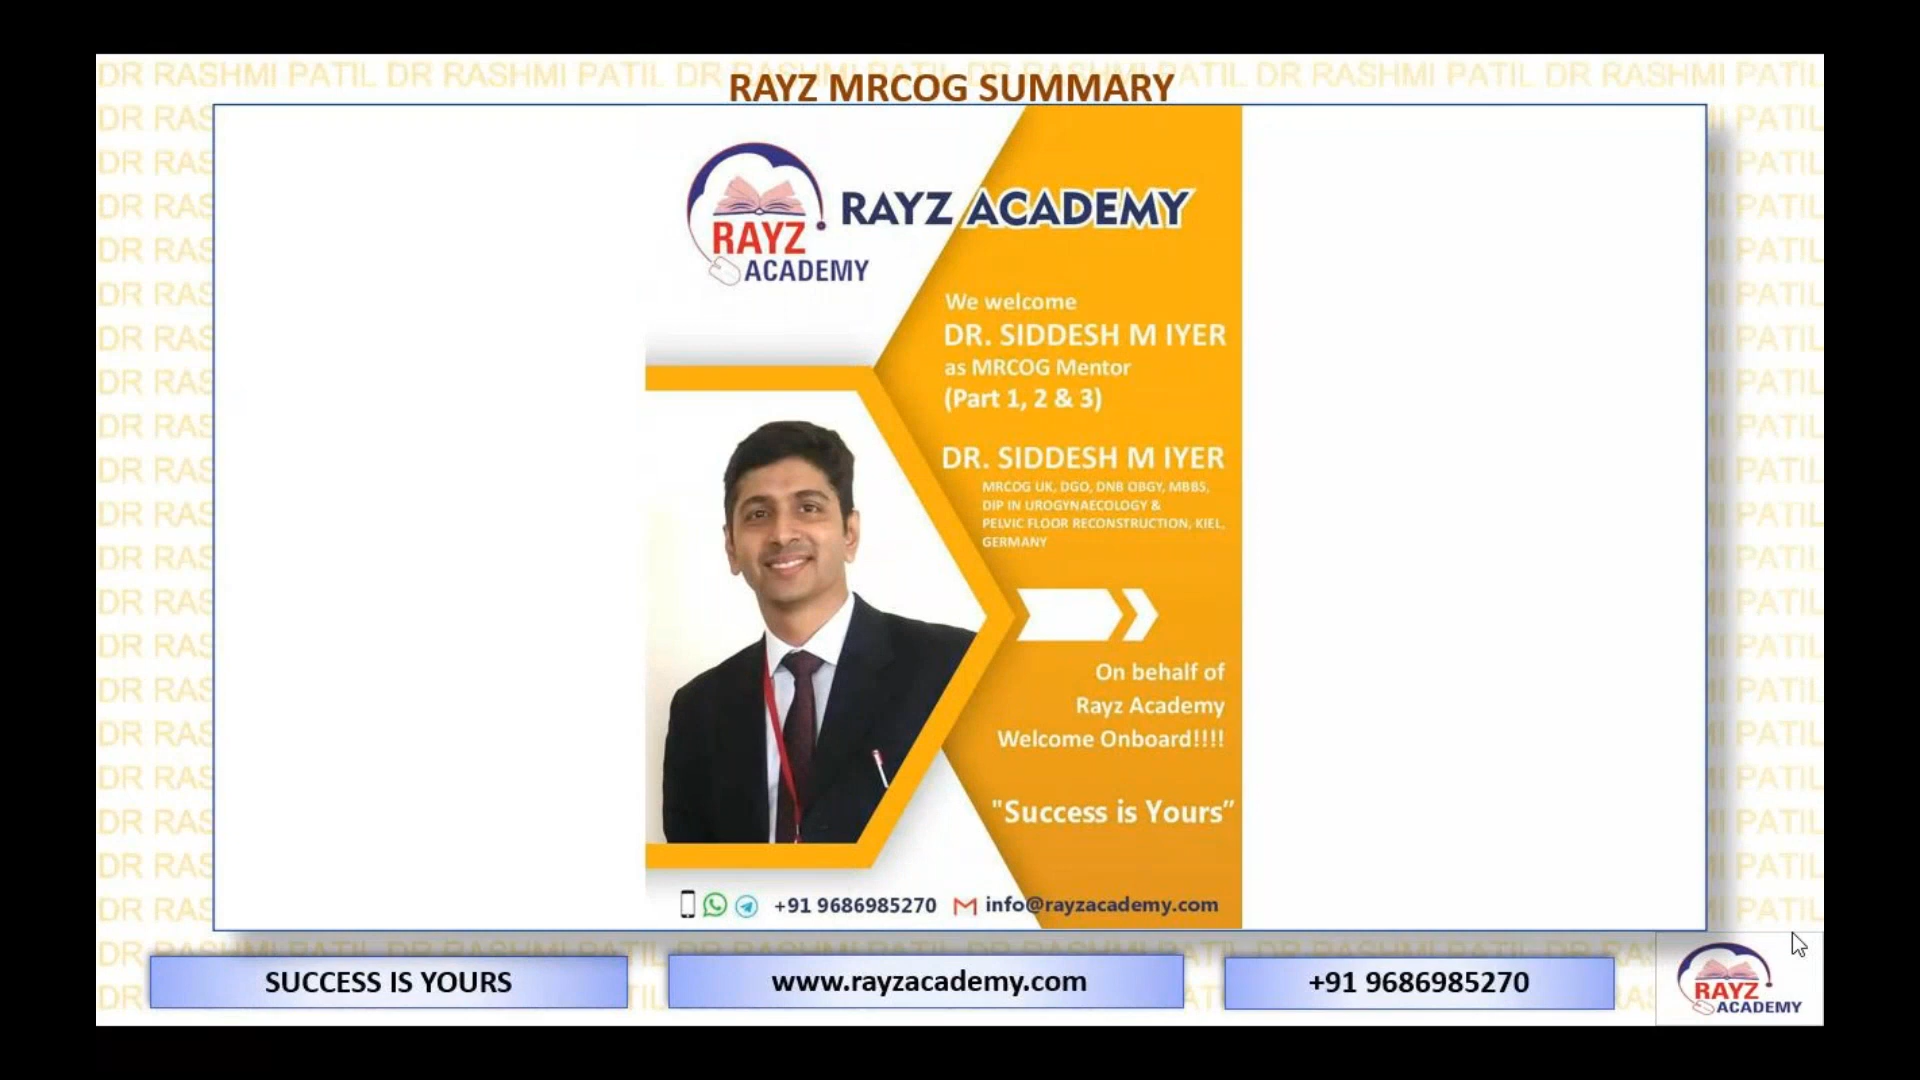 RAYZ MRCOG SUMMARY
RAYZ ACADEMY
RAYZ
ACADEMY
We welcome
DR. SIDDESH M IYER
as MRCOG Mentor
(Part 1, 2 & 3)
DR. SIDDESH M IYER
MRCOG UK, DGO, DNB OBGY, MBBS,
DIP IN UROGYNAECOLOGY &
PELVIC FLOOR RECONSTRUCTION, KIEL,
GERMANY
On behalf of
Rayz Academy
Welcome Onboard!!!!
"Success is Yours”
+91 9686985270 info@rayzacademy.com
SUCCESS IS YOURS
www.rayzacademy.com
+91 9686985270
RAYZ
ACADEMY
DR RASHMI PATIL DR RASHMI PATIL DR RASHMI PATIL DR RASHMI PATIL